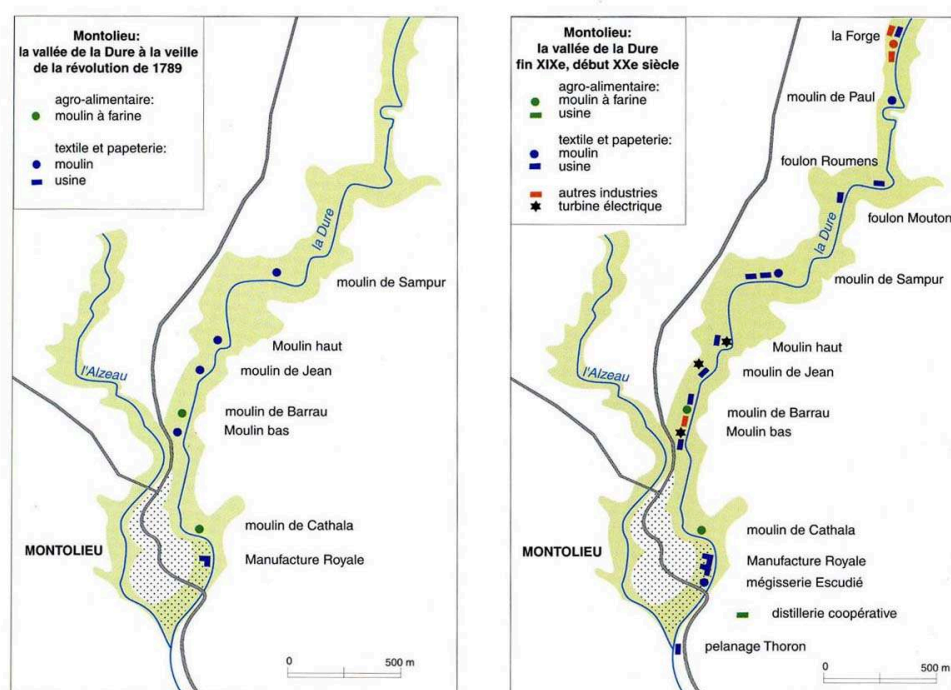 Montolieu:
la vallée de la Dure à la veille
de la révolution de 1789
agro-alimentaire:
moulin à farine
textile et papeterie:
moulin
usine
la Dure
moulin de Sampur
Moulin haut
moulin de Jean
l'Alzeau
moulin de Barrau
Moulin bas
moulin de Cathala
MONTOLIEU
Manufacture Royale
0 500 m
Montolieu:
la vallée de la Dure
fin XIXe, début XXe siècle
agro-alimentaire:
moulin à farine
usine
textile et papeterie:
moulin
usine
autres industries
turbine électrique
la Forge
moulin de Paul
foulon Roumens
foulon Mouton
la Dure
moulin de Sampur
Moulin haut
moulin de Jean
l'Alzeau
moulin de Barrau
Moulin bas
moulin de Cathala
MONTOLIEU
Manufacture Royale
mégisserie Escudié
distillerie coopérative
pelanage Thoron
0 500 m